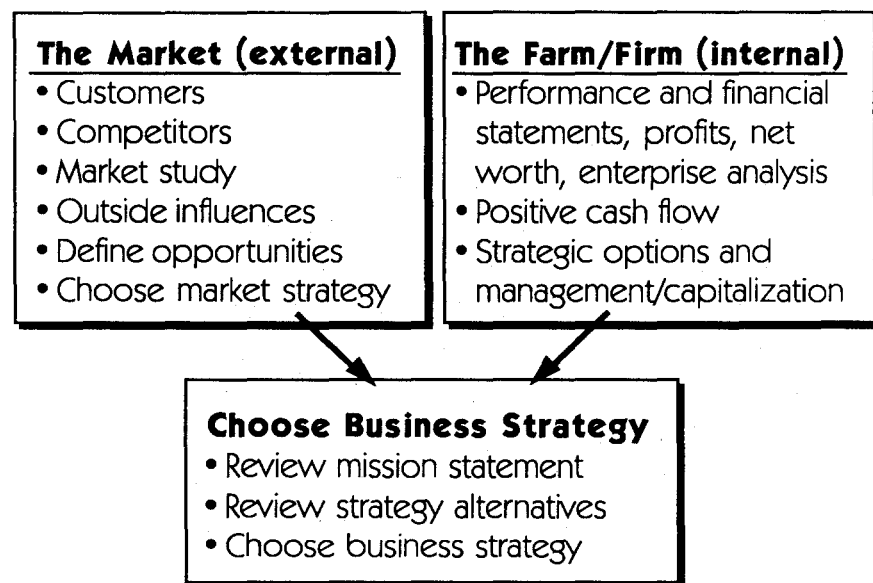 The Market (external)
• Customers
• Competitors
• Market study
• Outside influences
• Define opportunities
• Choose market strategy
The Farm/Firm (internal)
• Performance and financial
statements, profits, net
worth, enterprise analysis
• Positive cash flow
• Strategic options and
management/capitalization
Choose Business Strategy
• Review mission statement
• Review strategy alternatives
• Choose business strategy